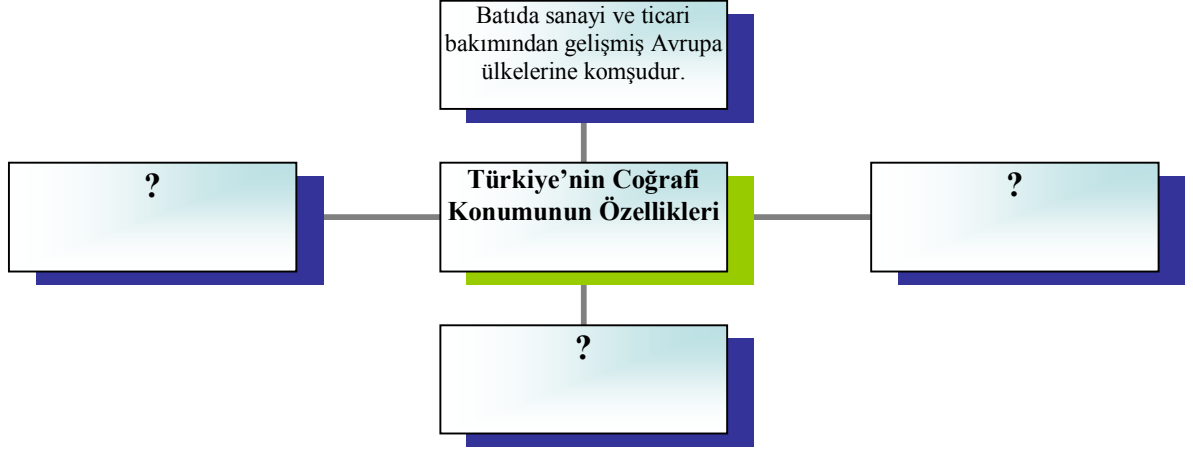 Batıda sanayi ve ticari
bakımından gelişmiş Avrupa
ülkelerine komşudur.
?
Türkiye’nin Coğrafi
Konumunun Özellikleri
?
?